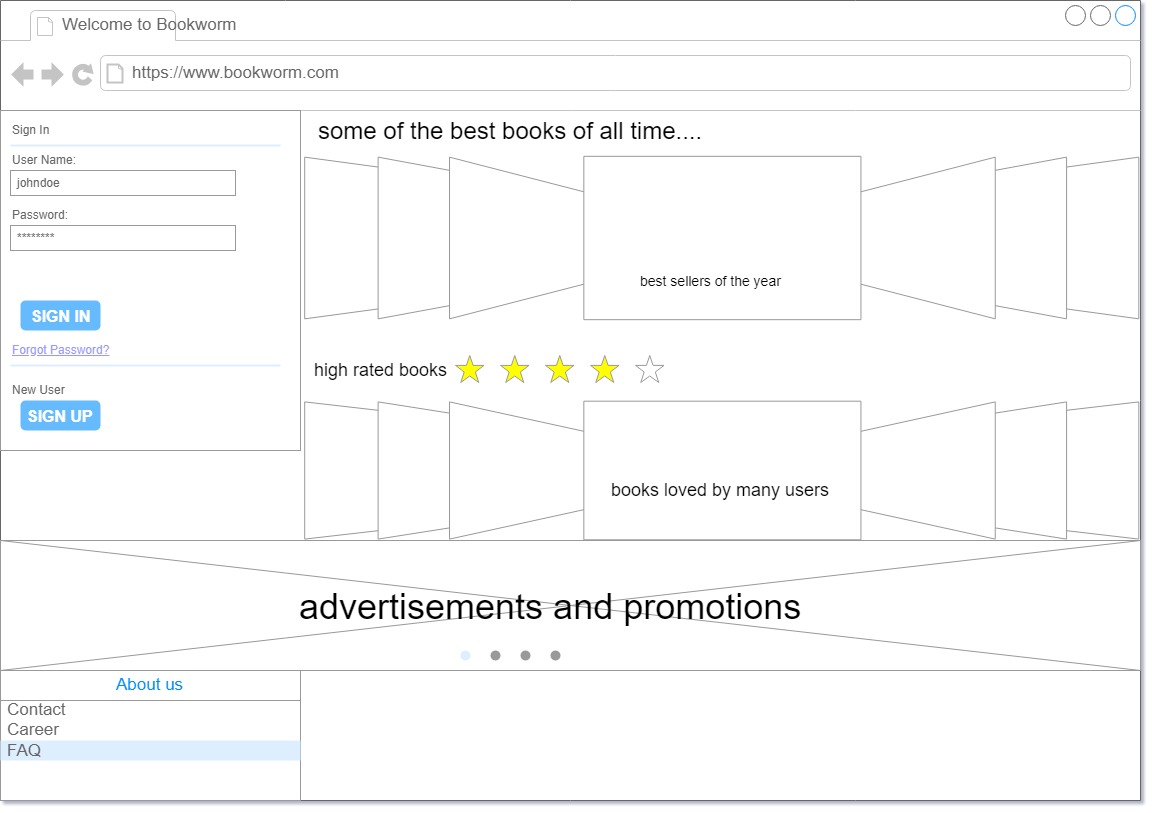 Welcome to Bookworm
https://www.bookworm.com
Sign In
User Name:
johndoe
Password:
********
SIGN IN
Forgot Password?
New User
SIGN UP
some of the best books of all time....
best sellers of the year
high rated books
books loved by many users
advertisements and promotions
About us
Contact
Career
FAQ